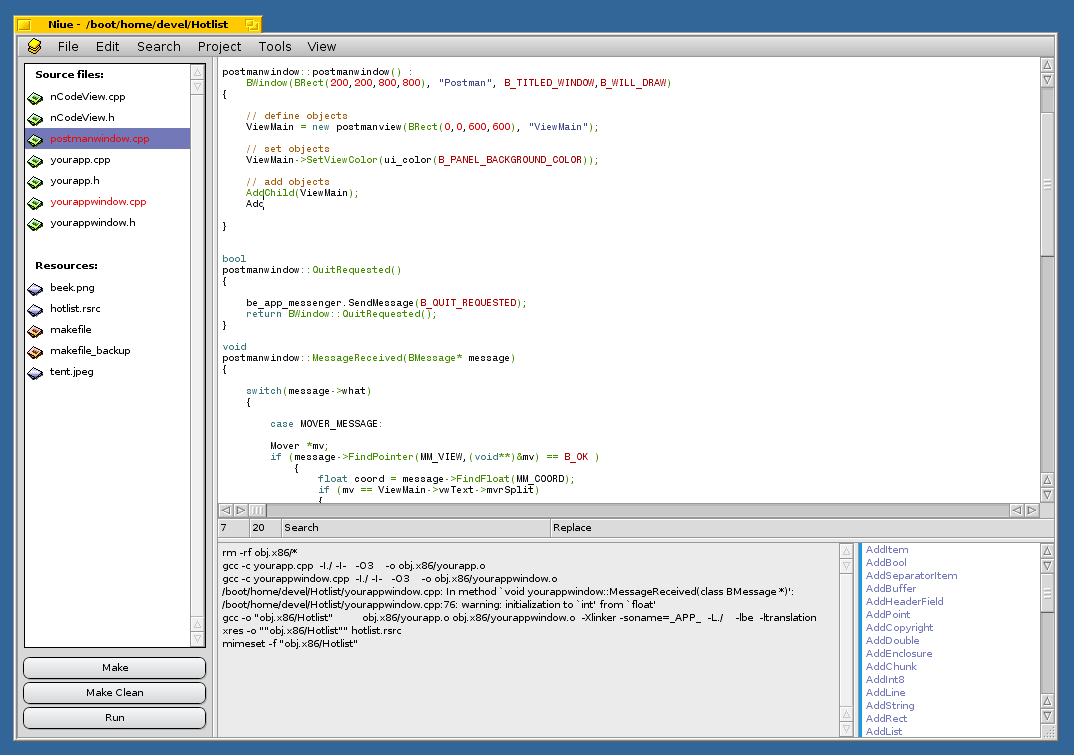 Niue - /boot/home/devel/Hotlist
File Edit Search Project Tools View
Source files:
nCodeView.cpp
nCodeView.h
postmanwindow.cpp
yourapp.cpp
yourapp.h
yourappwindow.cpp
yourappwindow.h
Resources:
beek.png
hotlist.rsrc
makefile
makefile_backup
tent.jpeg
Make
Make Clean
Run
postmanwindow::postmanwindow() :
BWindow(BRect(200,200,800,800), "Postman", B_TITLED_WINDOW,B_WILL_DRAW)
{
// define objects
ViewMain = new postmanview(BRect(0,0,600,600), "ViewMain");
// set objects
ViewMain->SetViewColor(ui_color(B_PANEL_BACKGROUND_COLOR));
// add objects
AddChild(ViewMain);
Add
}
bool
postmanwindow::QuitRequested()
{
be_app_messenger.SendMessage(B_QUIT_REQUESTED);
return BWindow::QuitRequested();
}
void
postmanwindow::MessageReceived(BMessage* message)
{
switch(message->what)
{
case MOVER_MESSAGE:
Mover *mv;
if (message->FindPointer(MM_VIEW,(void**)&mv) == B_OK )
{
float coord = message->FindFloat(MM_COORD);
if (mv == ViewMain->vwText->mvrSplit)
{
7 20 Search Replace
rm -rf obj.x86/*
gcc -c yourapp.cpp -I./ -I- -O3 -o obj.x86/yourapp.o
gcc -c yourappwindow.cpp -I./ -I- -O3 -o obj.x86/yourappwindow.o
/boot/home/devel/Hotlist/yourappwindow.cpp: In method `void yourappwindow::MessageReceived(class BMessage *)':
/boot/home/devel/Hotlist/yourappwindow.cpp:76: warning: initialization to `int' from `float'
gcc -o "obj.x86/Hotlist" obj.x86/yourapp.o obj.x86/yourappwindow.o -Xlinker -soname=_APP_ -L./ -lbe -ltranslation
xres -o ""obj.x86/Hotlist"" hotlist.rsrc
mimeset -f "obj.x86/Hotlist"
AddItem
AddBool
AddSeparatorItem
AddBuffer
AddHeaderField
AddPoint
AddCopyright
AddDouble
AddEnclosure
AddChunk
AddInt8
AddLine
AddString
AddRect
AddList